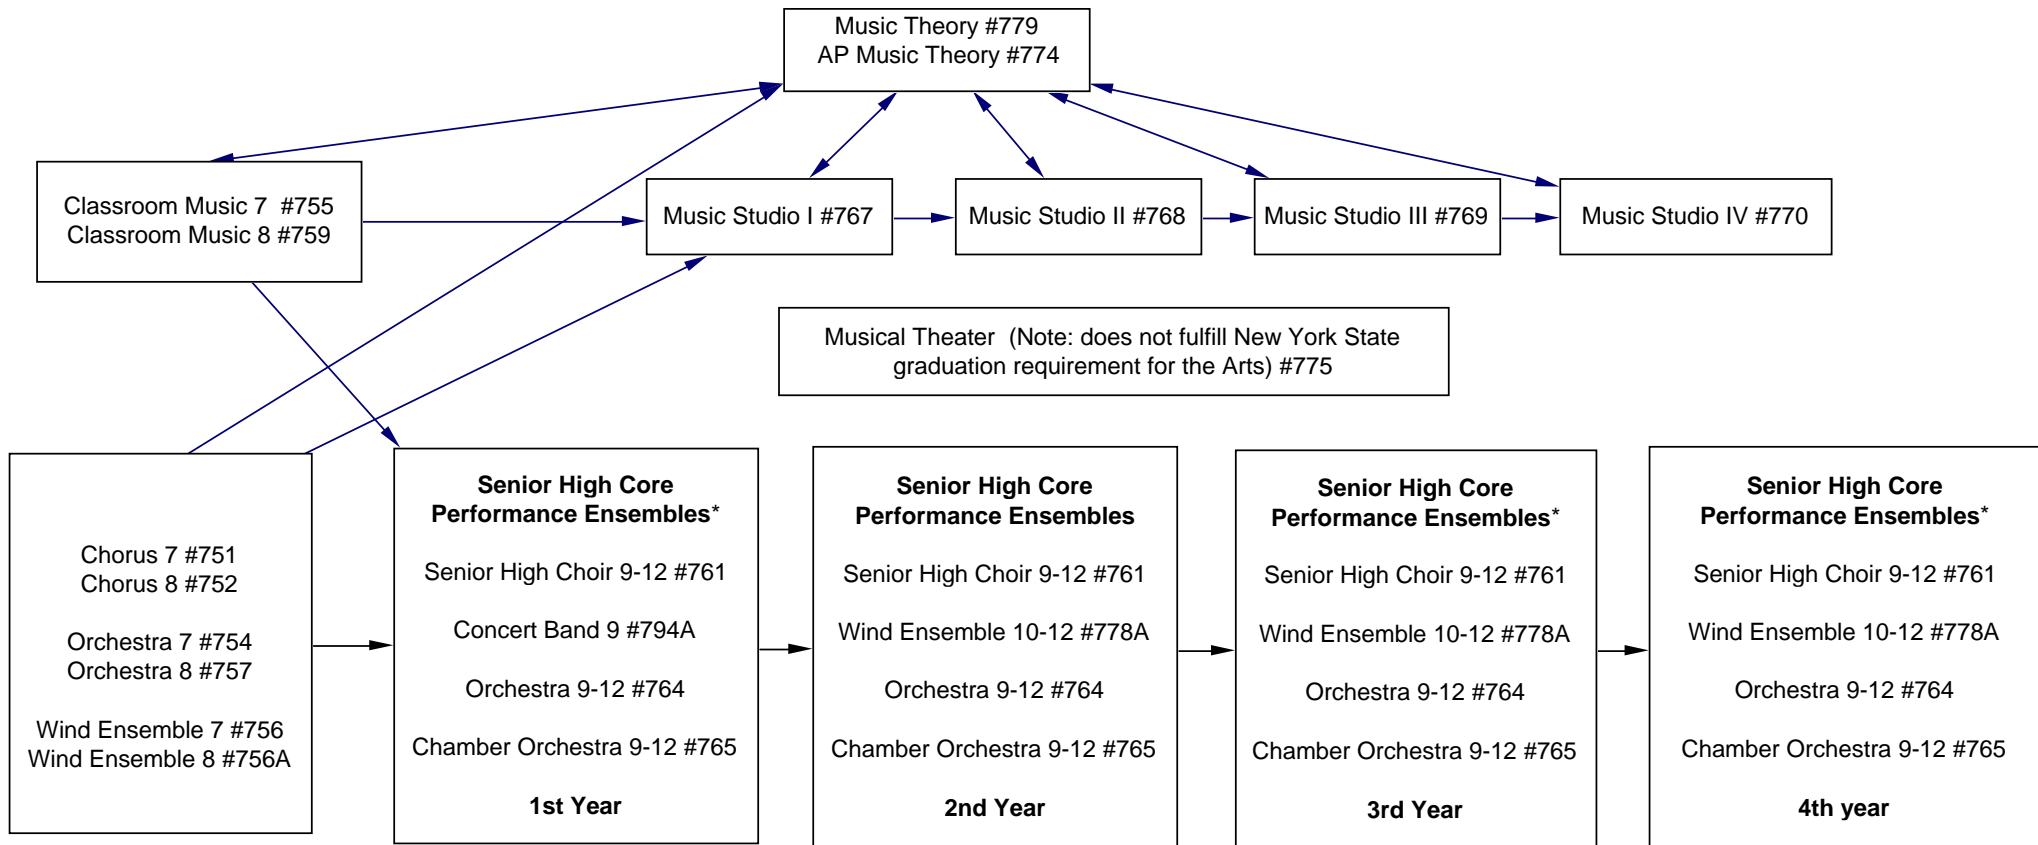 Music Theory #779
AP Music Theory #774
Classroom Music 7  #755
Classroom Music 8 #759
Music Studio I #767
Music Studio II #768
Music Studio III #769
Music Studio IV #770
Musical Theater  (Note: does not fulfill New York State
graduation requirement for the Arts) #775
Chorus 7 #751
Chorus 8 #752
Orchestra 7 #754
Orchestra 8 #757
Wind Ensemble 7 #756
Wind Ensemble 8 #756A
Senior High Core
Performance Ensembles*
Senior High Choir 9-12 #761
Concert Band 9 #794A
Orchestra 9-12 #764
Chamber Orchestra 9-12 #765
1st Year
Senior High Core
Performance Ensembles
Senior High Choir 9-12 #761
Wind Ensemble 10-12 #778A
Orchestra 9-12 #764
Chamber Orchestra 9-12 #765
2nd Year
Senior High Core
Performance Ensembles*
Senior High Choir 9-12 #761
Wind Ensemble 10-12 #778A
Orchestra 9-12 #764
Chamber Orchestra 9-12 #765
3rd Year
Senior High Core
Performance Ensembles*
Senior High Choir 9-12 #761
Wind Ensemble 10-12 #778A
Orchestra 9-12 #764
Chamber Orchestra 9-12 #765
4th year